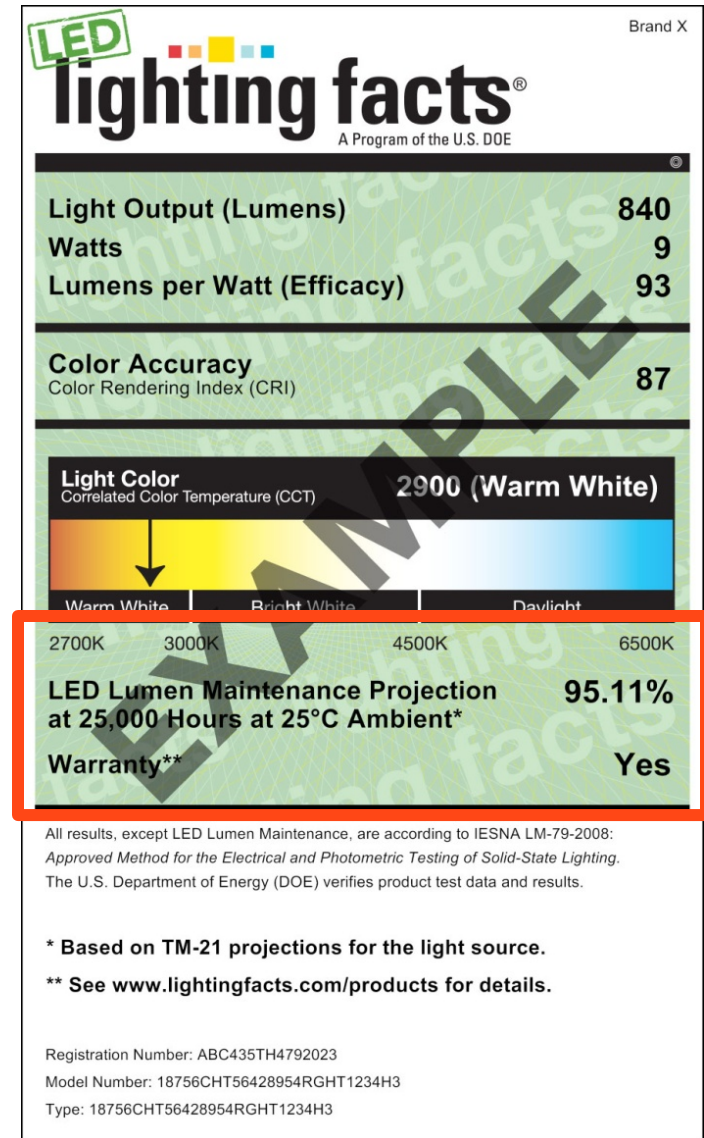 Brand X
LED
lighting facts®
A Program of the U.S. DOE
Light Output (Lumens) 840
Watts 9
Lumens per Watt (Efficacy) 93
Color Accuracy
Color Rendering Index (CRI) 87
Light Color
Correlated Color Temperature (CCT) 2900 (Warm White)
Warm White Bright White Daylight
2700K 3000K 4500K 6500K
LED Lumen Maintenance Projection
at 25,000 Hours at 25°C Ambient* 95.11%
Warranty** Yes
EXAMPLE
All results, except LED Lumen Maintenance, are according to IESNA LM-79-2008:
Approved Method for the Electrical and Photometric Testing of Solid-State Lighting.
The U.S. Department of Energy (DOE) verifies product test data and results.
* Based on TM-21 projections for the light source.
** See www.lightingfacts.com/products for details.
Registration Number: ABC435TH4792023
Model Number: 18756CHT56428954RGHT1234H3
Type: 18756CHT56428954RGHT1234H3